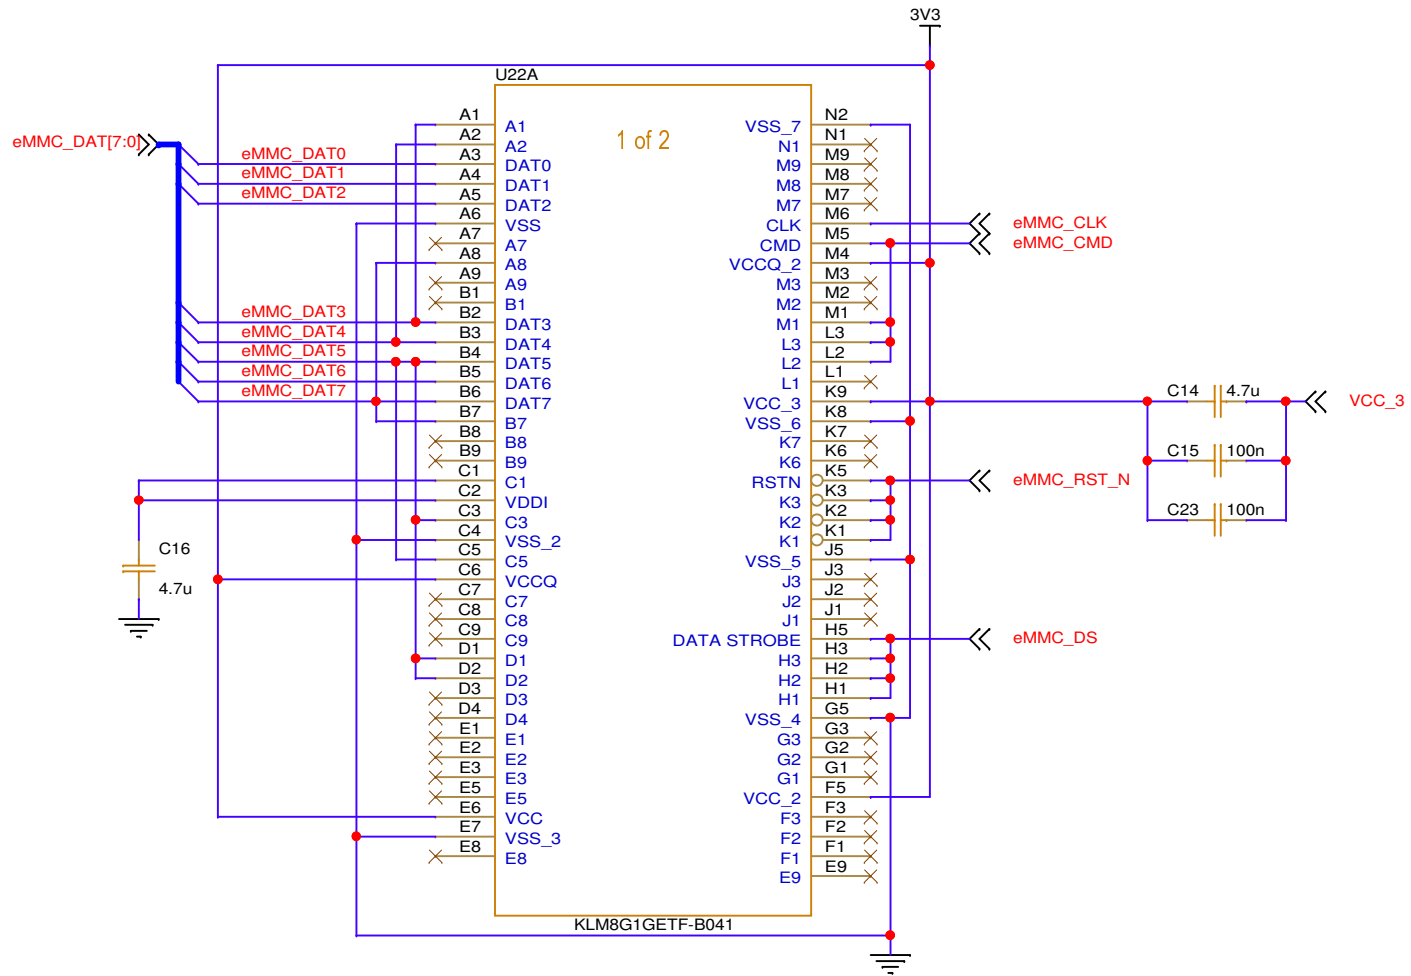 3V3
U22A
1 of 2
eMMC_DAT[7:0]
eMMC_DAT0
eMMC_DAT1
eMMC_DAT2
eMMC_DAT3
eMMC_DAT4
eMMC_DAT5
eMMC_DAT6
eMMC_DAT7
A1 A1
A2 A2
A3 DAT0
A4 DAT1
A5 DAT2
A6 VSS
A7 A7
A8 A8
A9 A9
B1 B1
B2 DAT3
B3 DAT4
B4 DAT5
B5 DAT6
B6 DAT7
B7 B7
B8 B8
B9 B9
C1 C1
C2 VDDI
C3 C3
C4 VSS_2
C5 C5
C6 VCCQ
C7 C7
C8 C8
C9 C9
D1 D1
D2 D2
D3 D3
D4 D4
E1 E1
E2 E2
E3 E3
E5 E5
E6 VCC
E7 VSS_3
E8 E8
C16
4.7u
VSS_7 N2
N1 N1
M9 M9
M8 M8
M7 M7
CLK M6
CMD M5
VCCQ_2 M4
M3 M3
M2 M2
M1 M1
L3 L3
L2 L2
L1 L1
VCC_3 K9
VSS_6 K8
K7 K7
K6 K6
RSTN K5
K3 K3
K2 K2
K1 K1
VSS_5 J5
J3 J3
J2 J2
J1 J1
DATA STROBE H5
H3 H3
H2 H2
H1 H1
VSS_4 G5
G3 G3
G2 G2
G1 G1
VCC_2 F5
F3 F3
F2 F2
F1 F1
E9 E9
eMMC_CLK
eMMC_CMD
eMMC_RST_N
eMMC_DS
C14 4.7u
VCC_3
C15 100n
C23 100n
KLM8G1GETF-B041